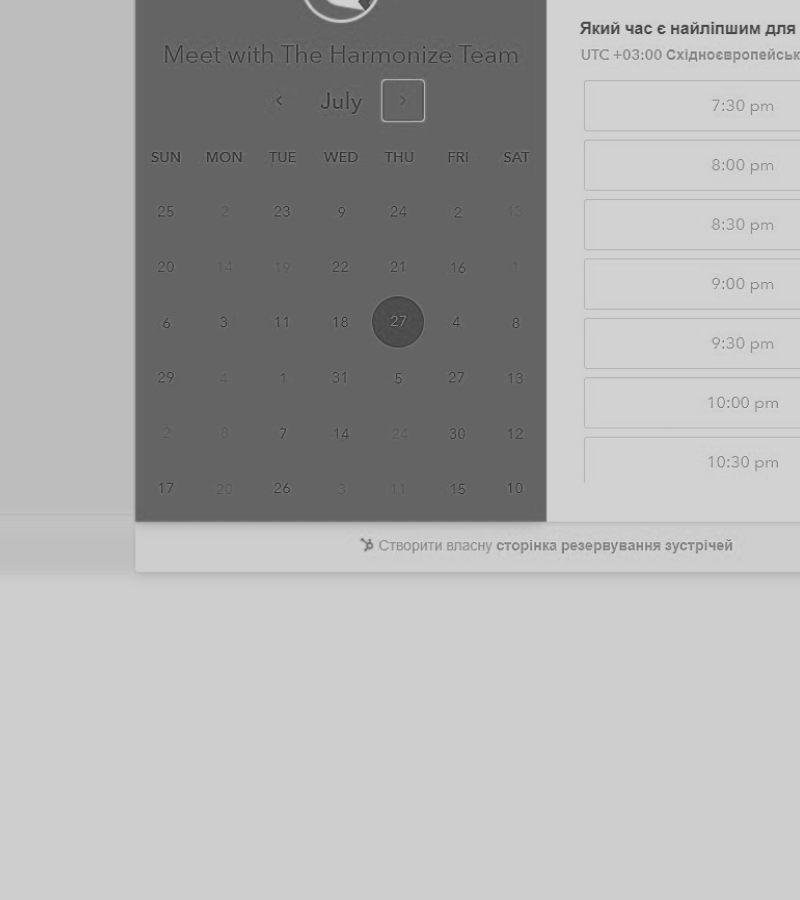 Meet with The Harmonize Team
July
SUN MON TUE WED THU FRI SAT
25 2 23 9 24 2 13
20 14 19 22 21 16 1
6 3 11 18 27 4 8
29 4 1 31 5 27 13
2 8 7 14 24 30 12
17 20 26 3 11 15 10
Який час є найліпшим для
UTC +03:00 Східноєвропейськ
7:30 pm
8:00 pm
8:30 pm
9:00 pm
9:30 pm
10:00 pm
10:30 pm
Створити власну сторінка резервування зустрічей